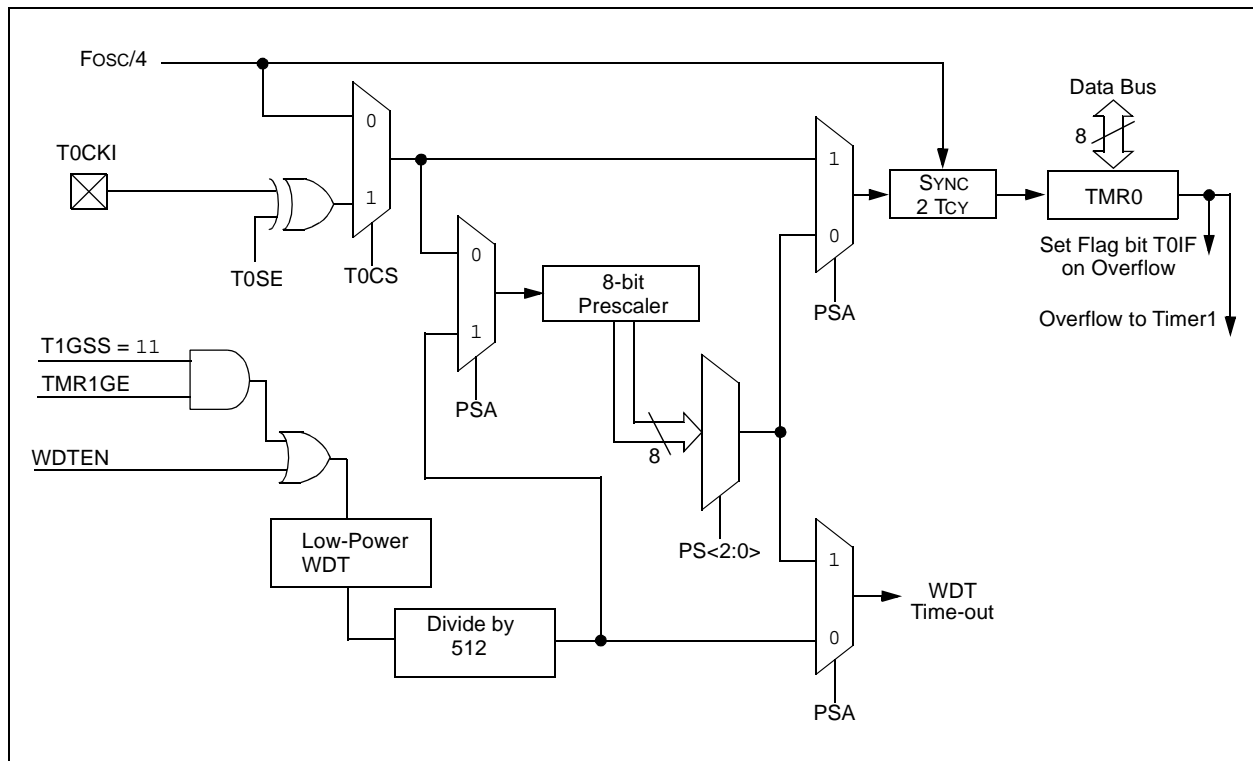 FOSC/4
Data Bus
8
T0CKI
0
1
T0SE
T0CS
1
0
PSA
SYNC
2 TCY
TMR0
Set Flag bit T0IF
on Overflow
Overflow to Timer1
0
1
PSA
8-bit
Prescaler
T1GSS = 11
TMR1GE
WDTEN
8
PS<2:0>
Low-Power
WDT
Divide by
512
1
0
PSA
WDT
Time-out